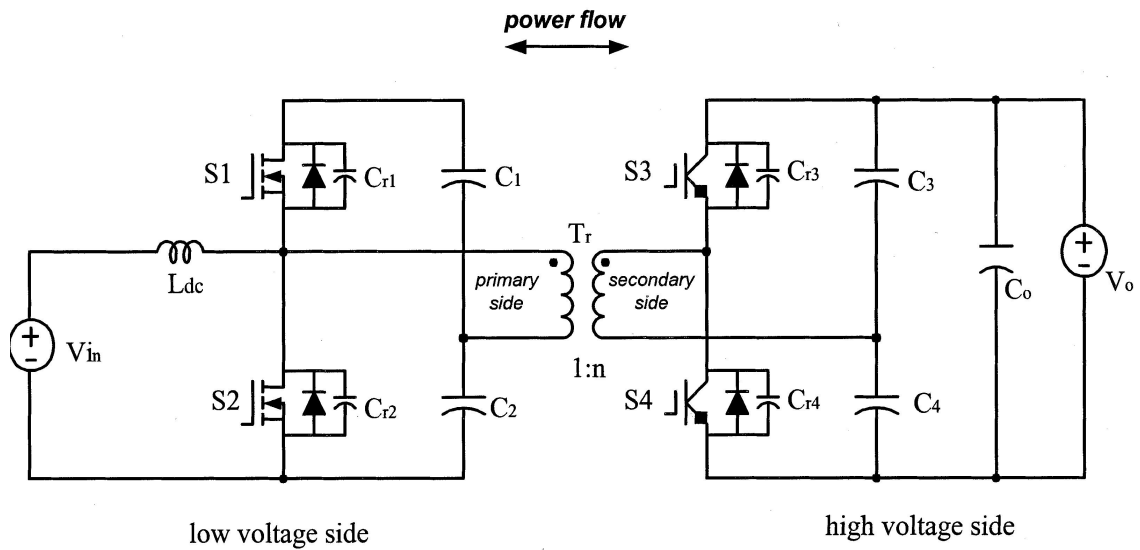 power flow
S1
Cr1
C1
S3
Cr3
C3
Tr
Ldc
primary
side
secondary
side
Co
Vo
+
-
Vin
+
-
1:n
S2
Cr2
C2
S4
Cr4
C4
low voltage side
high voltage side